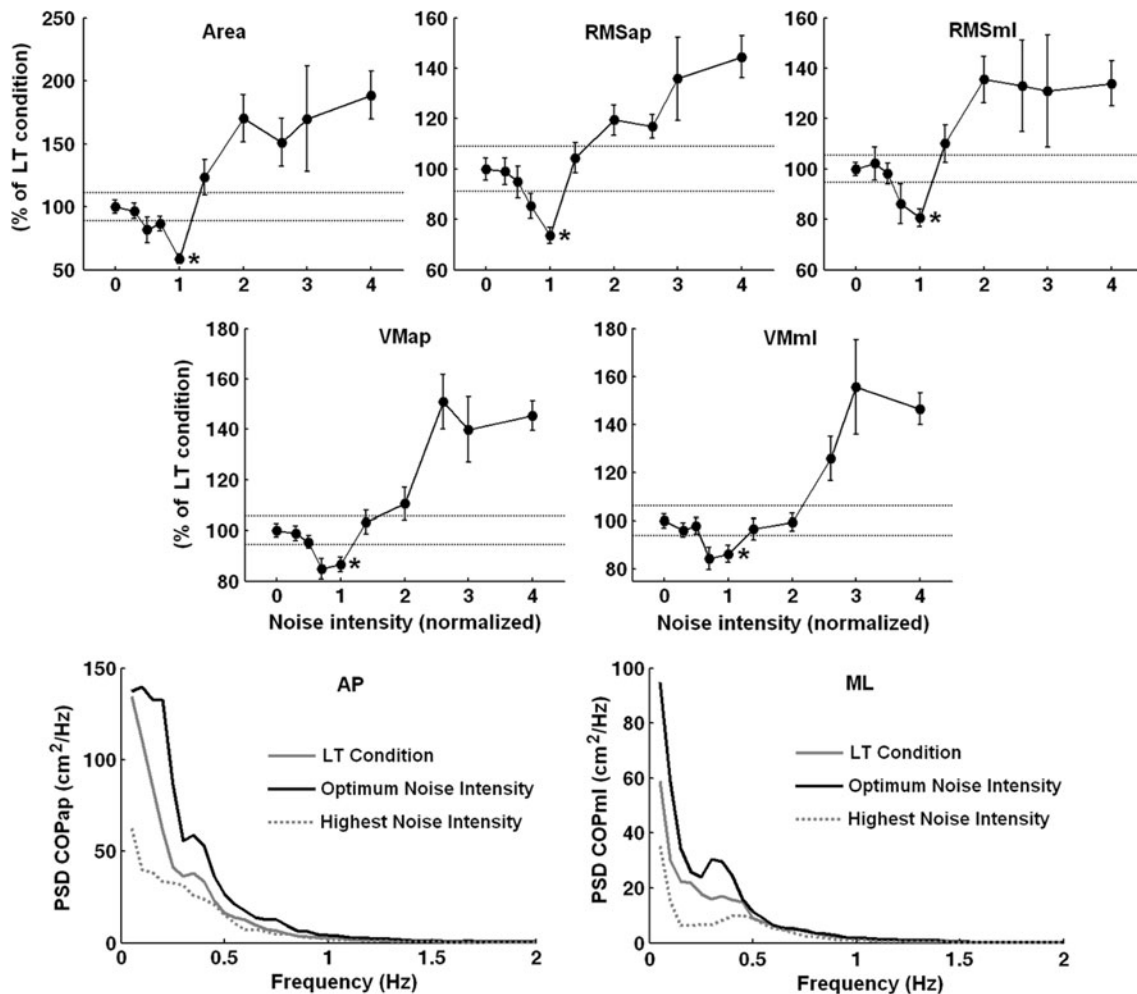 Area
RMSap
RMSml
(% of LT condition)
250
200
150
100
50
0 1 2 3 4
*
160
140
120
100
80
60
0 1 2 3 4
*
160
140
120
100
80
60
0 1 2 3 4
*
VMap
VMml
(% of LT condition)
180
160
140
120
100
80
0 1 2 3 4
*
Noise intensity (normalized)
180
160
140
120
100
80
0 1 2 3 4
*
Noise intensity (normalized)
AP
PSD COPap (cm²/Hz)
150
100
50
0
LT Condition
Optimum Noise Intensity
Highest Noise Intensity
0 0.5 1 1.5 2
Frequency (Hz)
ML
PSD COPml (cm²/Hz)
100
80
60
40
20
0
LT Condition
Optimum Noise Intensity
Highest Noise Intensity
0 0.5 1 1.5 2
Frequency (Hz)